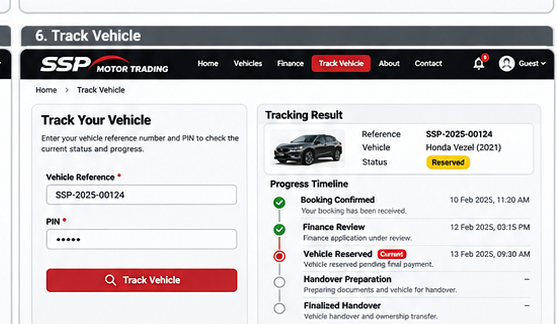 6. Track Vehicle
SSP MOTOR TRADING
Home Vehicles Finance Track Vehicle About Contact Guest
Home > Track Vehicle
Track Your Vehicle
Enter your vehicle reference number and PIN to check the
current status and progress.
Vehicle Reference *
SSP-2025-00124
PIN *
•••••
Track Vehicle
Tracking Result
Reference SSP-2025-00124
Vehicle Honda Vezel (2021)
Status Reserved
Progress Timeline
Booking Confirmed 10 Feb 2025, 11:20 AM
Your booking has been received.
Finance Review 12 Feb 2025, 03:15 PM
Finance application under review.
Vehicle Reserved Current 13 Feb 2025, 09:30 AM
Vehicle reserved pending final payment.
Handover Preparation –
Preparing documents and vehicle for handover.
Finalized Handover –
Vehicle handover and ownership transfer.